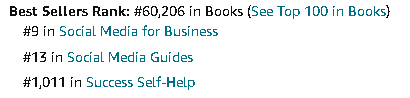 Best Sellers Rank: #60,206 in Books (See Top 100 in Books)
#9 in Social Media for Business
#13 in Social Media Guides
#1,011 in Success Self-Help